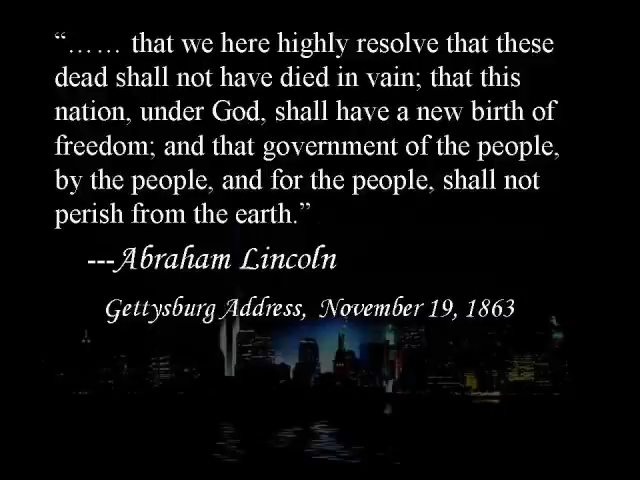 “…… that we here highly resolve that these
dead shall not have died in vain; that this
nation, under God, shall have a new birth of
freedom; and that government of the people,
by the people, and for the people, shall not
perish from the earth.”
---Abraham Lincoln
Gettysburg Address,  November 19, 1863